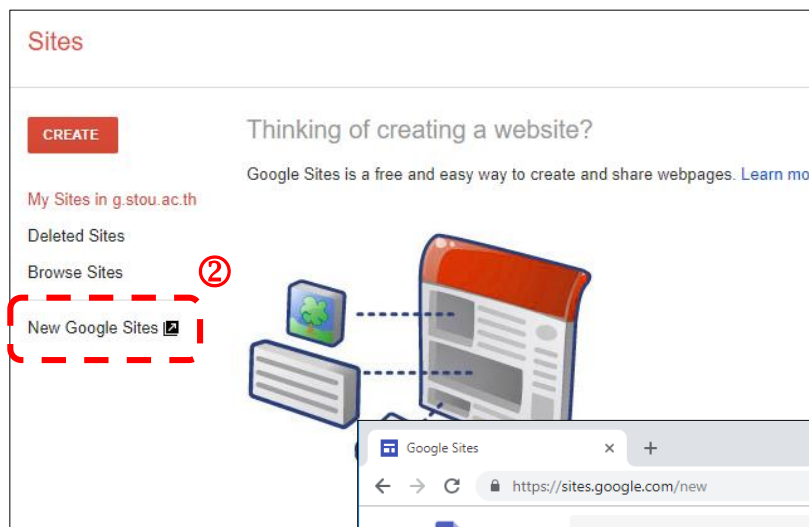 Sites
CREATE
Thinking of creating a website?
Google Sites is a free and easy way to create and share webpages. Learn mo
My Sites in g.stou.ac.th
Deleted Sites
Browse Sites
②
New Google Sites
Google Sites
https://sites.google.com/new